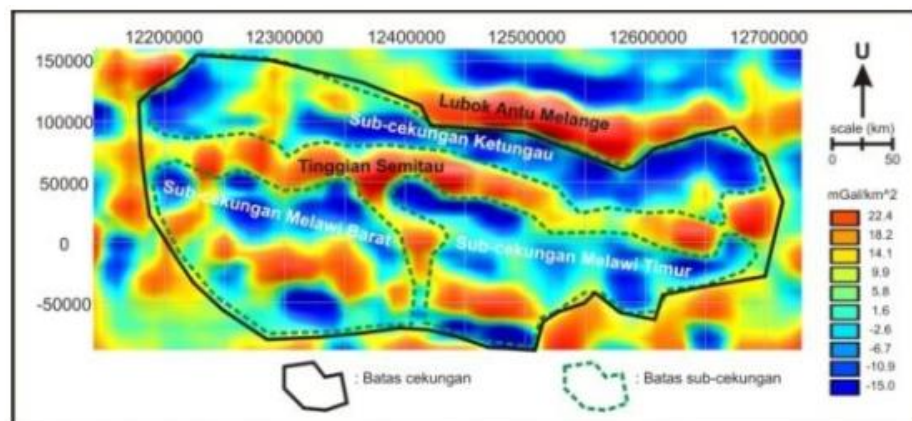 12200000 12300000 12400000 12500000 12600000 12700000
150000
100000
50000
0
-50000
Lubok Antu Melange
Sub-cekungan Ketungau
Tinggian Semitau
Sub-cekungan Melawi Barat
Sub-cekungan Melawi Timur
U
scale (km)
0 50
mGal/km^2
22.4
18.2
14.1
9.9
5.8
1.6
-2.6
-6.7
-10.9
-15.0
: Batas cekungan
: Batas sub-cekungan